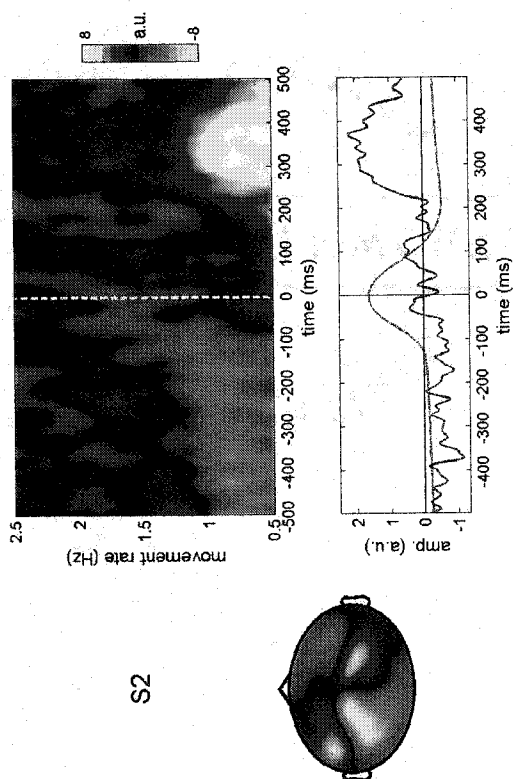 S2
movement rate (Hz)
2.5
2
1.5
1
0.5
-500 -400 -300 -200 -100 0 100 200 300 400 500
time (ms)
8
a.u.
-8
amp. (a.u.)
2
1
0
-1
-400 -300 -200 -100 0 100 200 300 400
time (ms)